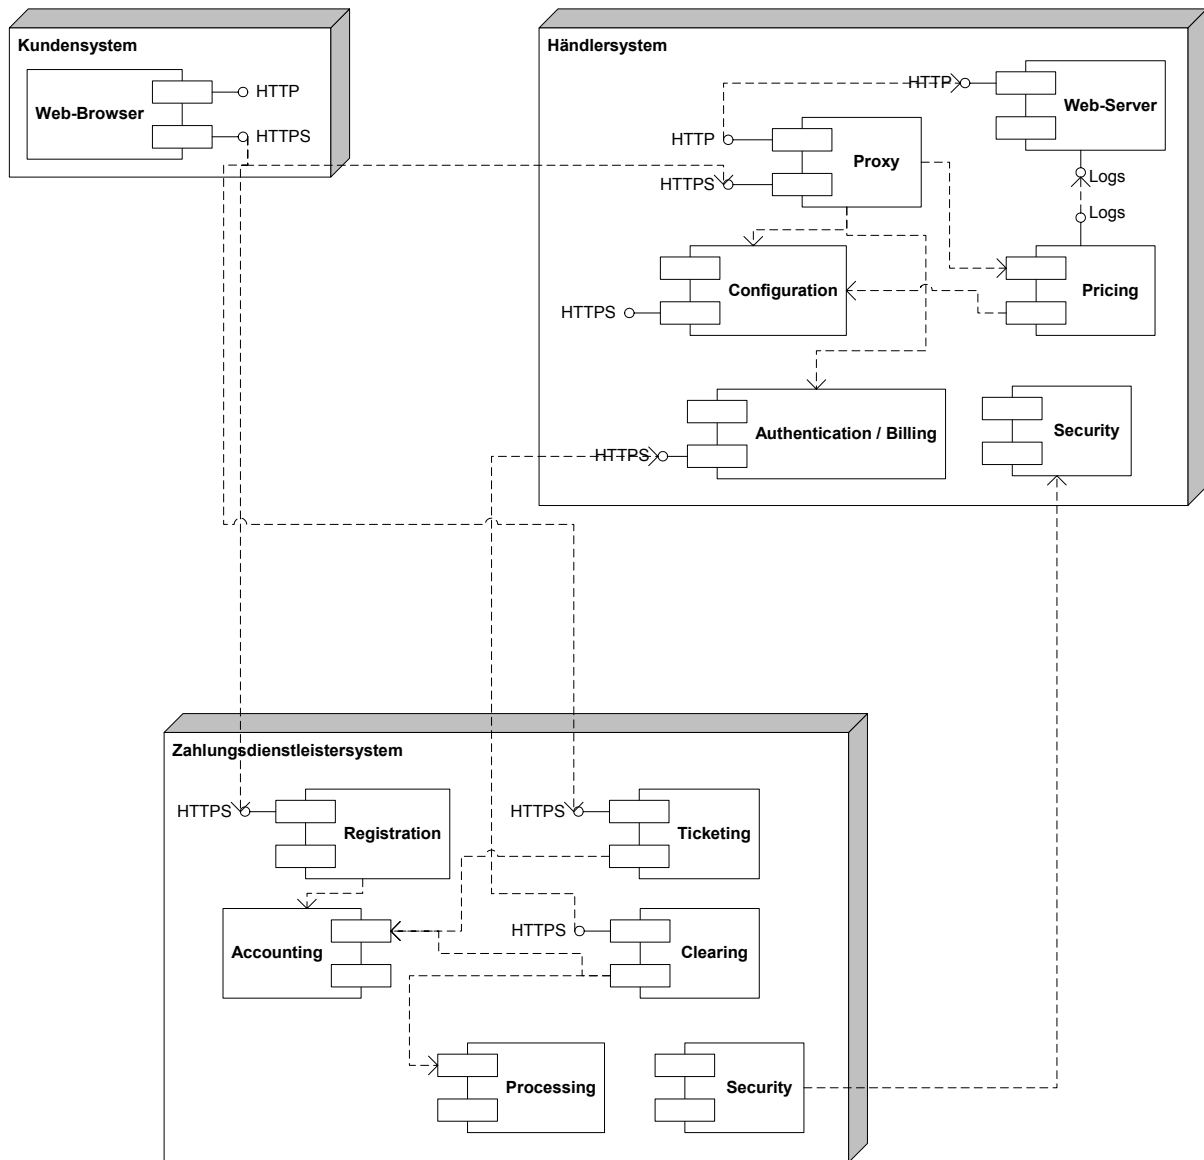 Kundensystem
Web-Browser
HTTP
HTTPS
Händlersystem
HTTP
Web-Server
HTTP
Proxy
HTTPS
Logs
Logs
Configuration
Pricing
HTTPS
Authentication / Billing
Security
HTTPS
Zahlungsdienstleistersystem
HTTPS
Registration
HTTPS
Ticketing
Accounting
HTTPS
Clearing
Processing
Security